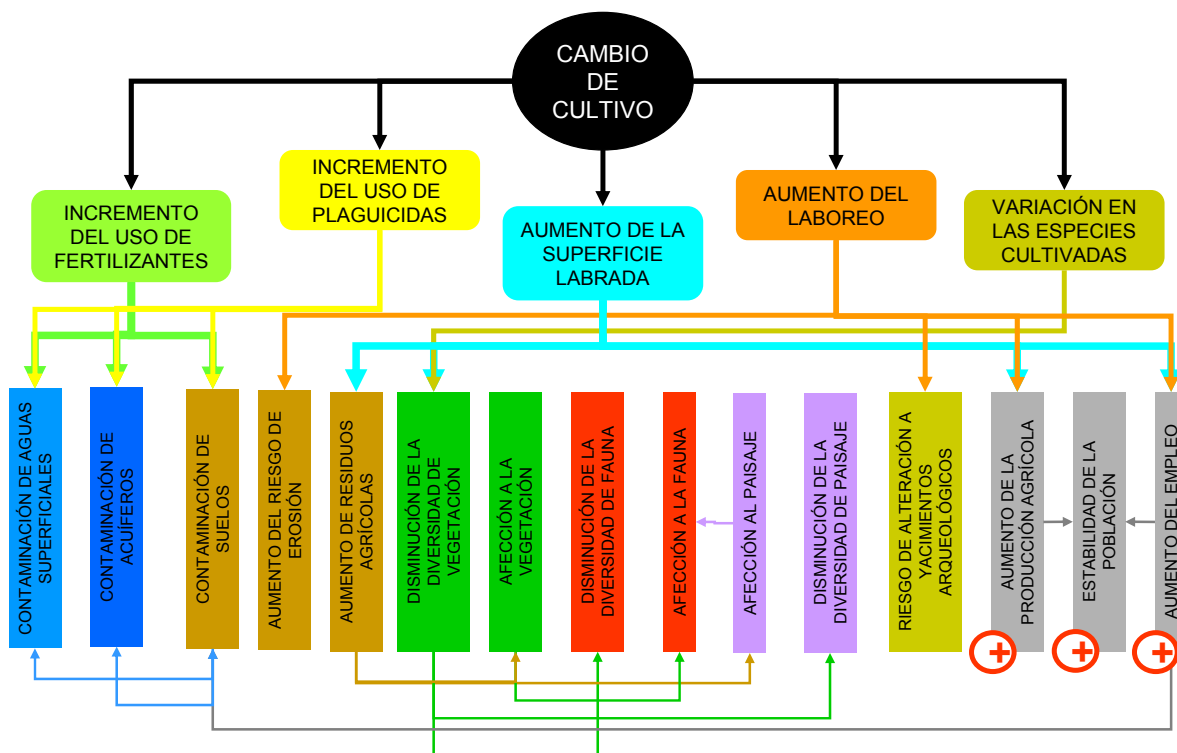 CAMBIO
DE
CULTIVO
INCREMENTO
DEL USO DE
FERTILIZANTES
INCREMENTO
DEL USO DE
PLAGUICIDAS
AUMENTO DE LA
SUPERFICIE
LABRADA
AUMENTO DEL
LABOREO
VARIACIÓN EN
LAS ESPECIES
CULTIVADAS
CONTAMINACIÓN DE AGUAS
SUPERFICIALES
CONTAMINACIÓN DE
ACUÍFEROS
CONTAMINACIÓN DE
SUELOS
AUMENTO DEL RIESGO DE
EROSIÓN
AUMENTO DE RESIDUOS
AGRÍCOLAS
DISMINUCIÓN DE LA
DIVERSIDAD DE
VEGETACIÓN
AFECIÓN A LA
VEGETACIÓN
DISMINUCIÓN DE LA
DIVERSIDAD DE FAUNA
AFECIÓN A LA FAUNA
AFECIÓN AL PAISAJE
DISMINUCIÓN DE LA
DIVERSIDAD DE PAISAJE
RIESGO DE ALTERACIÓN A
YACIMIENTOS
ARQUEOLÓGICOS
AUMENTO DE LA
PRODUCCIÓN AGRÍCOLA
ESTABILIDAD DE LA
POBLACIÓN
AUMENTO DEL EMPLEO
+
+
+